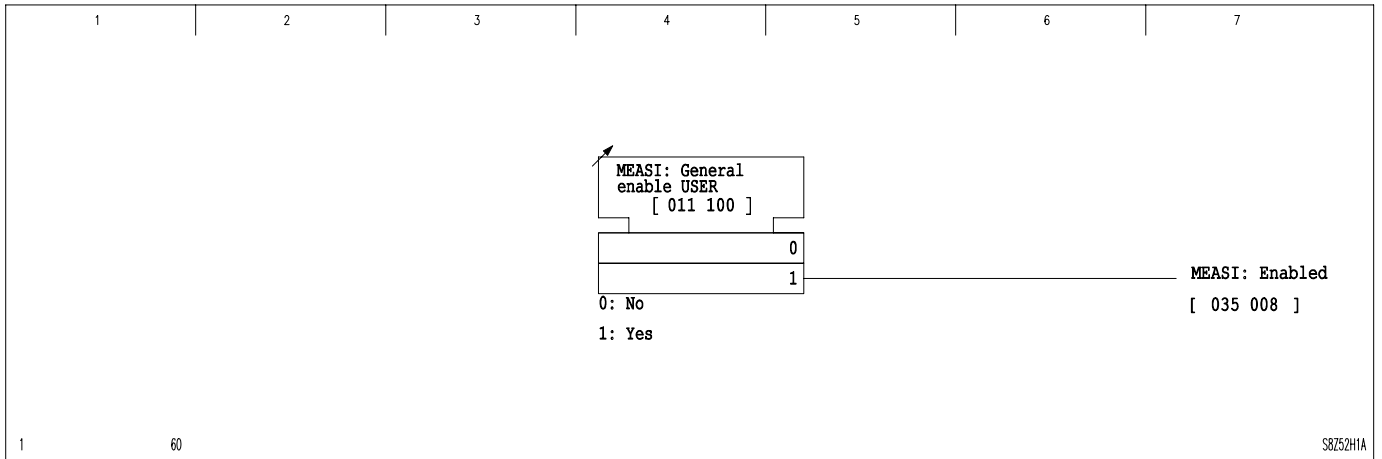 1 2 3 4 5 6 7
MEASI: General
enable USER
[ 011 100 ]
0
1
MEASI: Enabled
[ 035 008 ]
0: No
1: Yes
1 60 S8Z52H1A